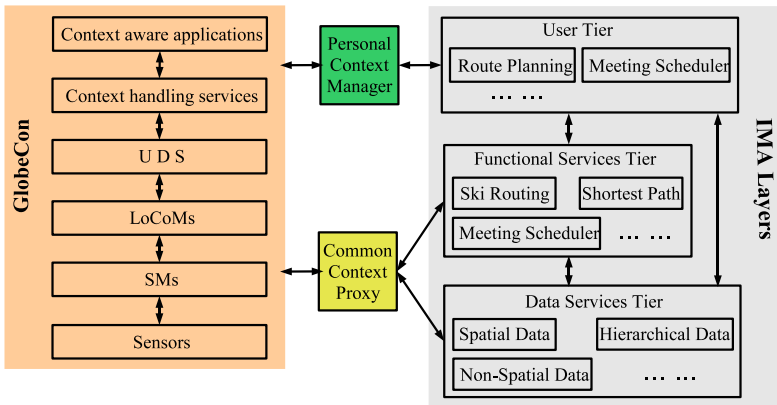 GlobeCon
Context aware applications
Context handling services
U D S
LoCoMs
SMs
Sensors
Personal
Context
Manager
Common
Context
Proxy
IMA Layers
User Tier
Route Planning
Meeting Scheduler
... ...
Functional Services Tier
Ski Routing
Shortest Path
Meeting Scheduler
... ...
Data Services Tier
Spatial Data
Hierarchical Data
Non-Spatial Data
... ...